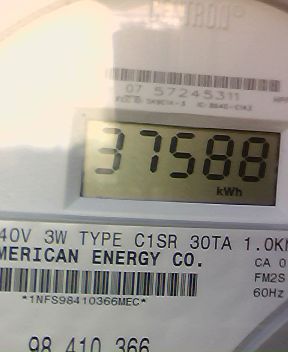 TRON®
07 57245311
37588
kWh
40V 3W TYPE C1SR 30TA 1.0K
MERICAN ENERGY CO.
CA 0
FM2S
60Hz
*1NFS98410366MEC*
98 410 366